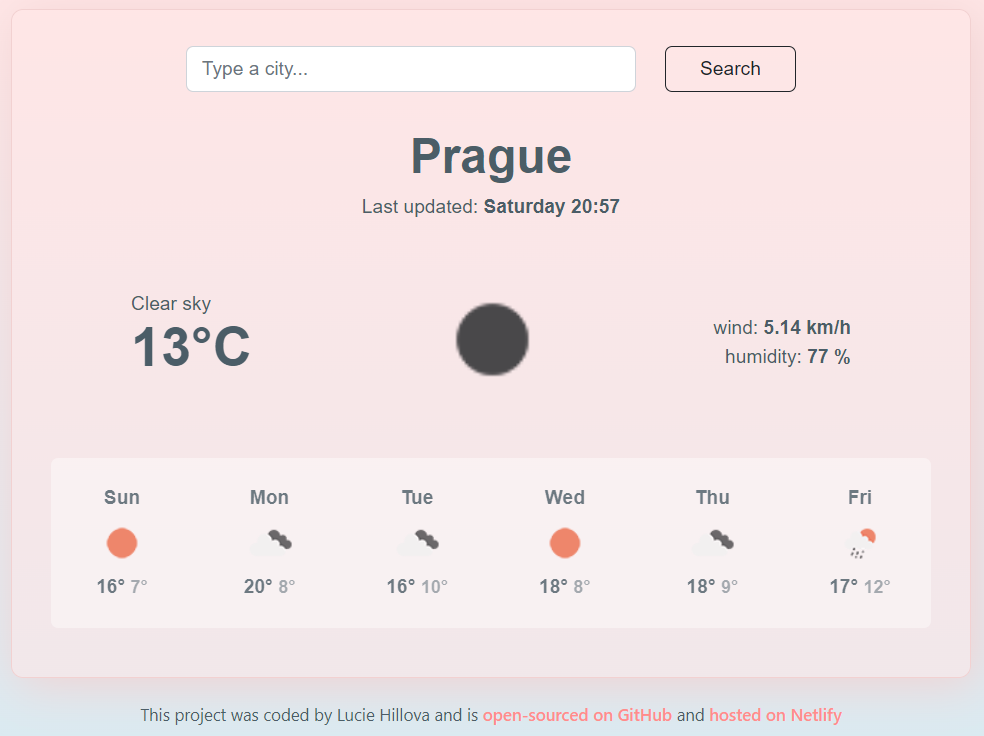 Type a city...
Search
Prague
Last updated: Saturday 20:57
Clear sky
13°C
wind: 5.14 km/h
humidity: 77 %
Sun Mon Tue Wed Thu Fri
16° 7° 20° 8° 16° 10° 18° 8° 18° 9° 17° 12°
This project was coded by Lucie Hillova and is open-sourced on GitHub and hosted on Netlify